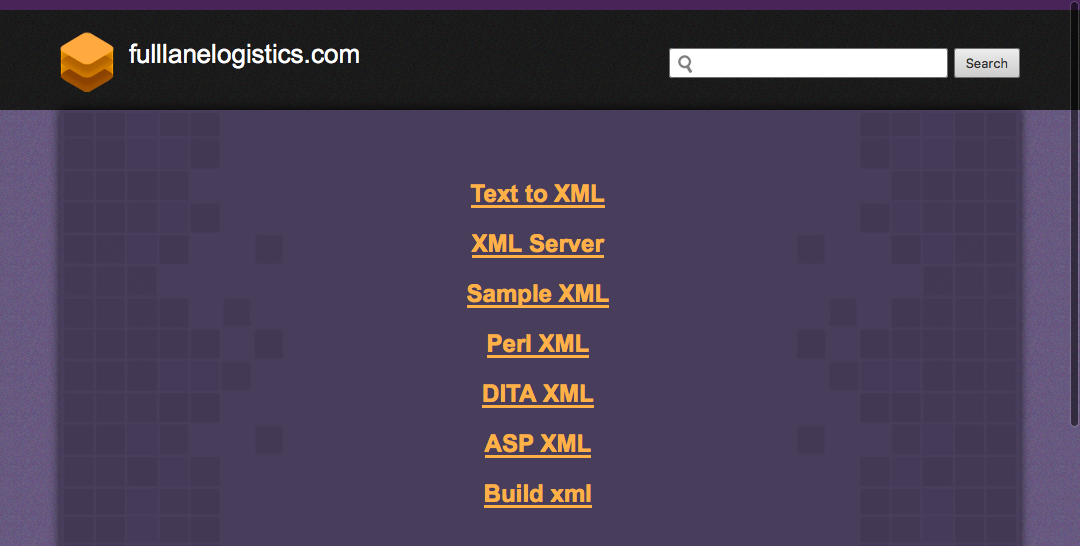 fulllanelogistics.com
Search
Text to XML
XML Server
Sample XML
Perl XML
DITA XML
ASP XML
Build xml